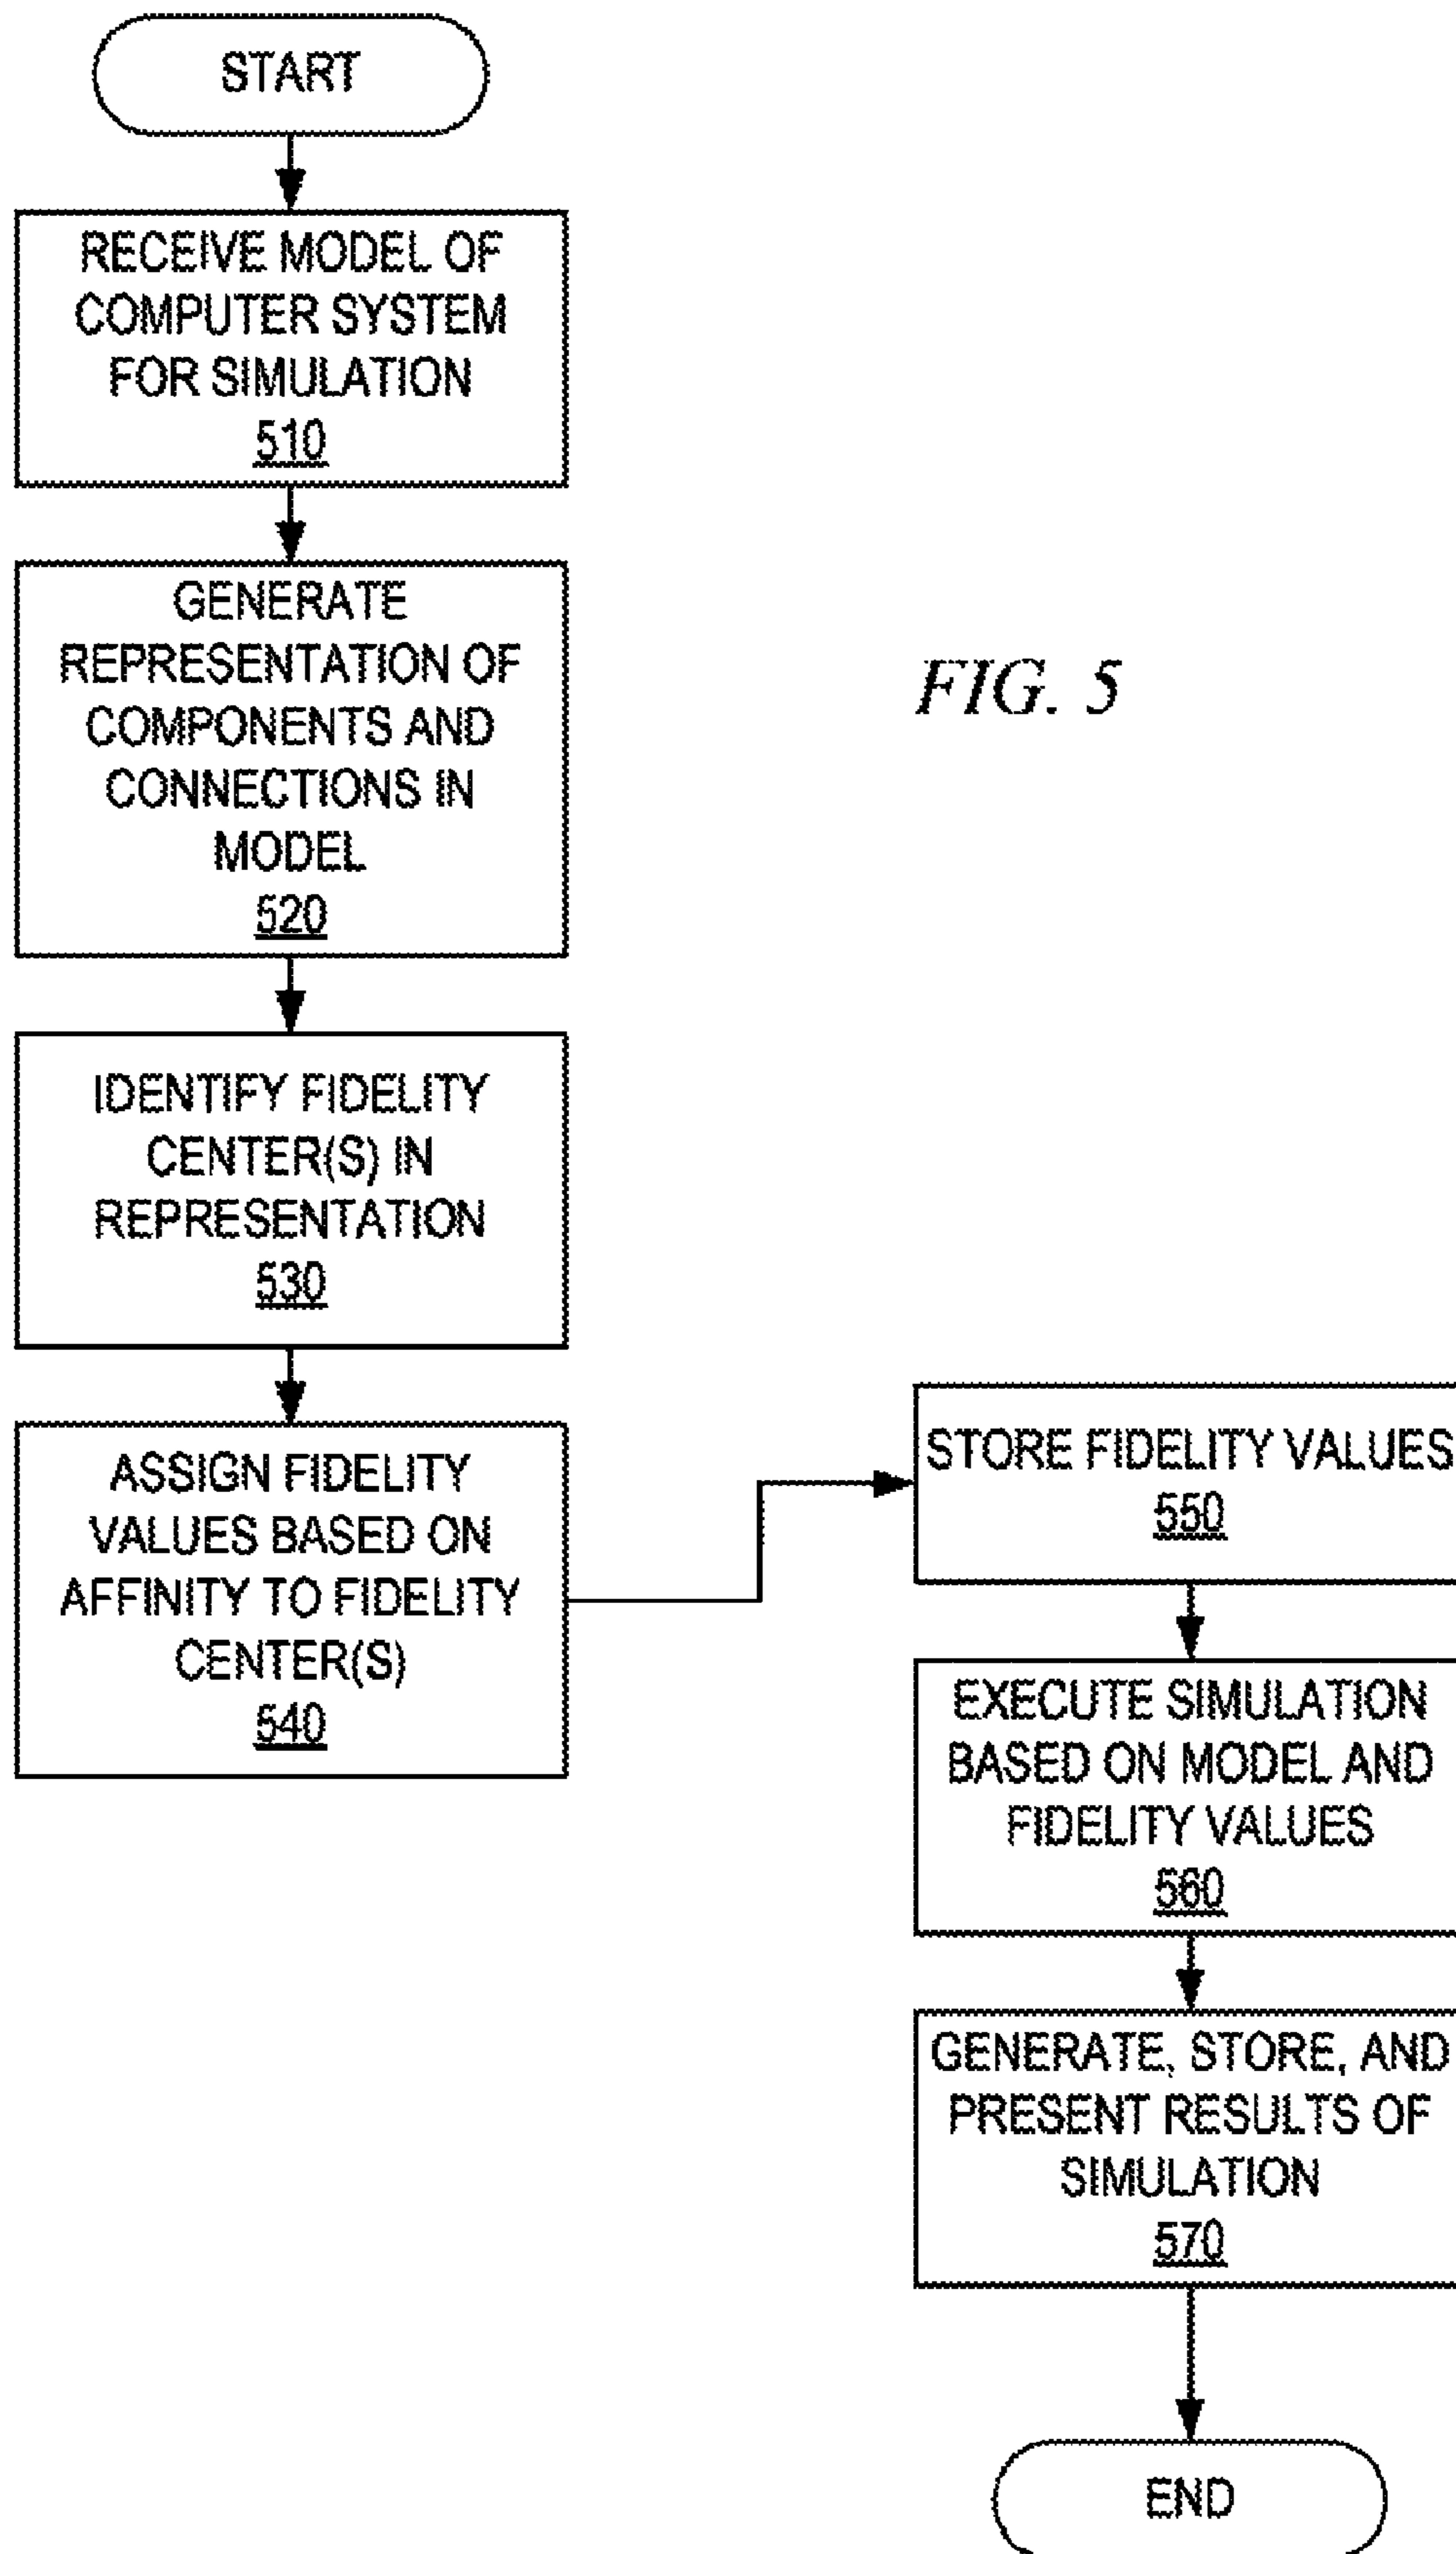 START
RECEIVE MODEL OF
COMPUTER SYSTEM
FOR SIMULATION
510
GENERATE
REPRESENTATION OF
COMPONENTS AND
CONNECTIONS IN
MODEL
520
IDENTIFY FIDELITY
CENTER(S) IN
REPRESENTATION
530
ASSIGN FIDELITY
VALUES BASED ON
AFFINITY TO FIDELITY
CENTER(S)
540
FIG. 5
STORE FIDELITY VALUES
550
EXECUTE SIMULATION
BASED ON MODEL AND
FIDELITY VALUES
560
GENERATE, STORE, AND
PRESENT RESULTS OF
SIMULATION
570
END